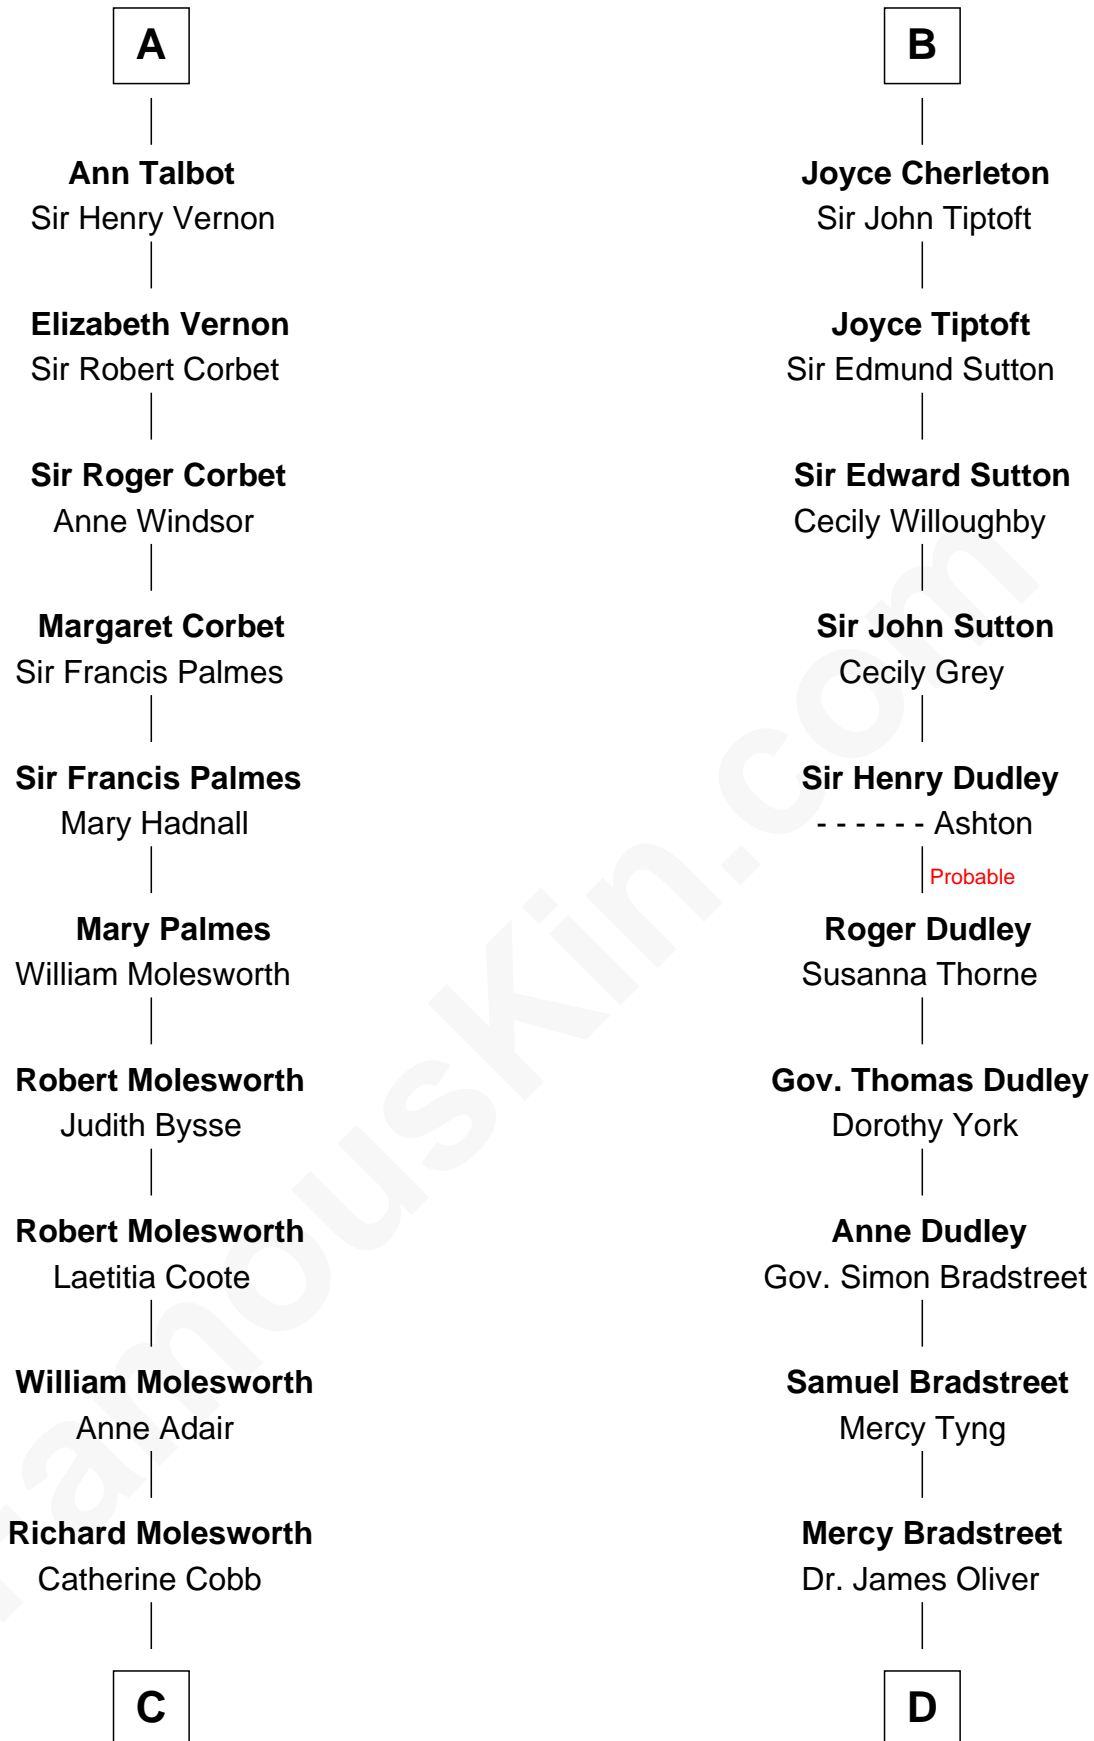 A
Ann Talbot
Sir Henry Vernon
Elizabeth Vernon
Sir Robert Corbet
Sir Roger Corbet
Anne Windsor
Margaret Corbet
Sir Francis Palmes
Sir Francis Palmes
Mary Hadnall
Mary Palmes
William Molesworth
Robert Molesworth
Judith Bysse
Robert Molesworth
Laetitia Coote
William Molesworth
Anne Adair
Richard Molesworth
Catherine Cobb
C
B
Joyce Cherleton
Sir John Tiptoft
Joyce Tiptoft
Sir Edmund Sutton
Sir Edward Sutton
Cecily Willoughby
Sir John Sutton
Cecily Grey
Sir Henry Dudley
- - - - - - Ashton
Probable
Roger Dudley
Susanna Thorne
Gov. Thomas Dudley
Dorothy York
Anne Dudley
Gov. Simon Bradstreet
Samuel Bradstreet
Mercy Tyng
Mercy Bradstreet
Dr. James Oliver
D
FamousKin.com